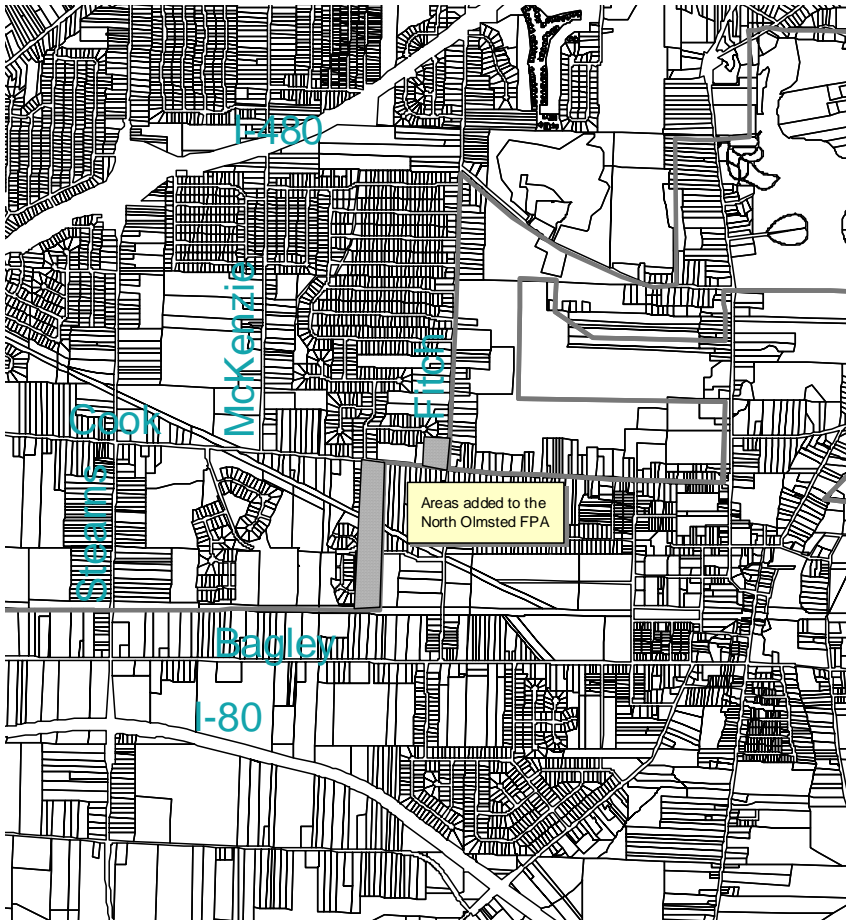 I-480
McKenzie
Fitch
Cook
Stearns
Areas added to the
North Olmsted FPA
Bagley
I-80